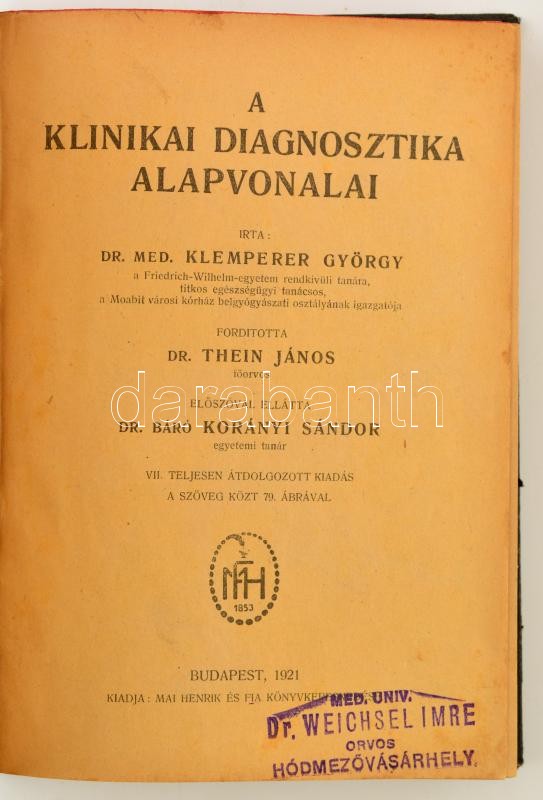 A
KLINIKAI DIAGNOSZTIKA
ALAPVONALAI
IRTA:
DR. MED. KLEMPERER GYÖRGY
a Friedrich-Wilhelm-egyetem rendkívüli tanára,
titkos egészségügyi tanácsos,
a Moabit városi kórház belgyógyászati osztályának igazgatója
FORDITOTTA
DR. THEIN JÁNOS
főorvos
darabanth
ELŐSZÓVAL ELLÁTTA
DR. BÁRÓ KORÁNYI SÁNDOR
egyetemi tanár
VII. TELJESEN ÁTDOLGOZOTT KIADÁS
A SZÖVEG KÖZT 79. ÁBRÁVAL
MFH
1853
BUDAPEST, 1921
KIADJA: MAI HENRIK ÉS FIA
MED. UNIV.
Dr. WEICHSEL IMRE
ORVOS
HÓDMEZŐVÁSÁRHELY.